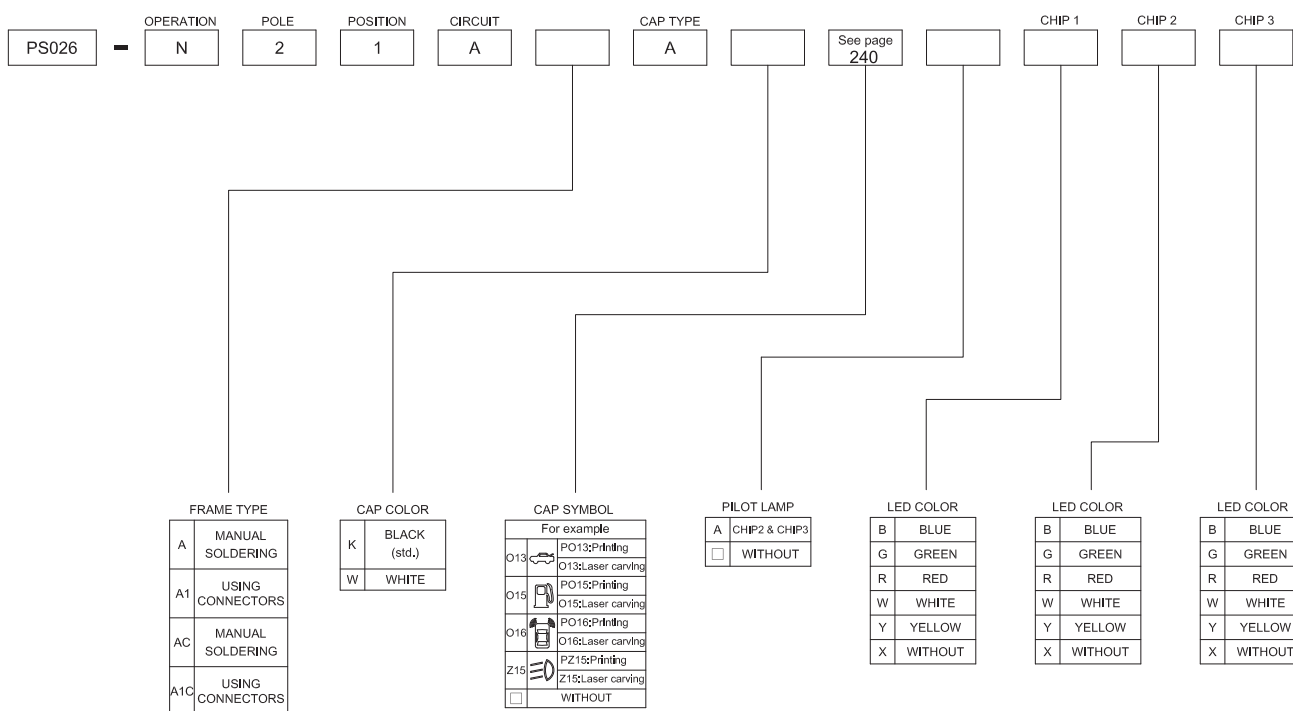 OPERATION POLE POSITION CIRCUIT CAP TYPE CHIP 1 CHIP 2 CHIP 3
PS026 - N 2 1 A A See page 240
FRAME TYPE
A MANUAL SOLDERING
A1 USING CONNECTORS
AC MANUAL SOLDERING
A1C USING CONNECTORS
CAP COLOR
K BLACK (std.)
W WHITE
CAP SYMBOL
For example
O13 PO13:Printing
O13:Laser carving
O15 PO15:Printing
O15:Laser carving
O16 PO16:Printing
O16:Laser carving
Z15 PZ15:Printing
Z15:Laser carving
□ WITHOUT
PILOT LAMP
A CHIP2 & CHIP3
□ WITHOUT
LED COLOR
B BLUE
G GREEN
R RED
W WHITE
Y YELLOW
X WITHOUT
LED COLOR
B BLUE
G GREEN
R RED
W WHITE
Y YELLOW
X WITHOUT
LED COLOR
B BLUE
G GREEN
R RED
W WHITE
Y YELLOW
X WITHOUT